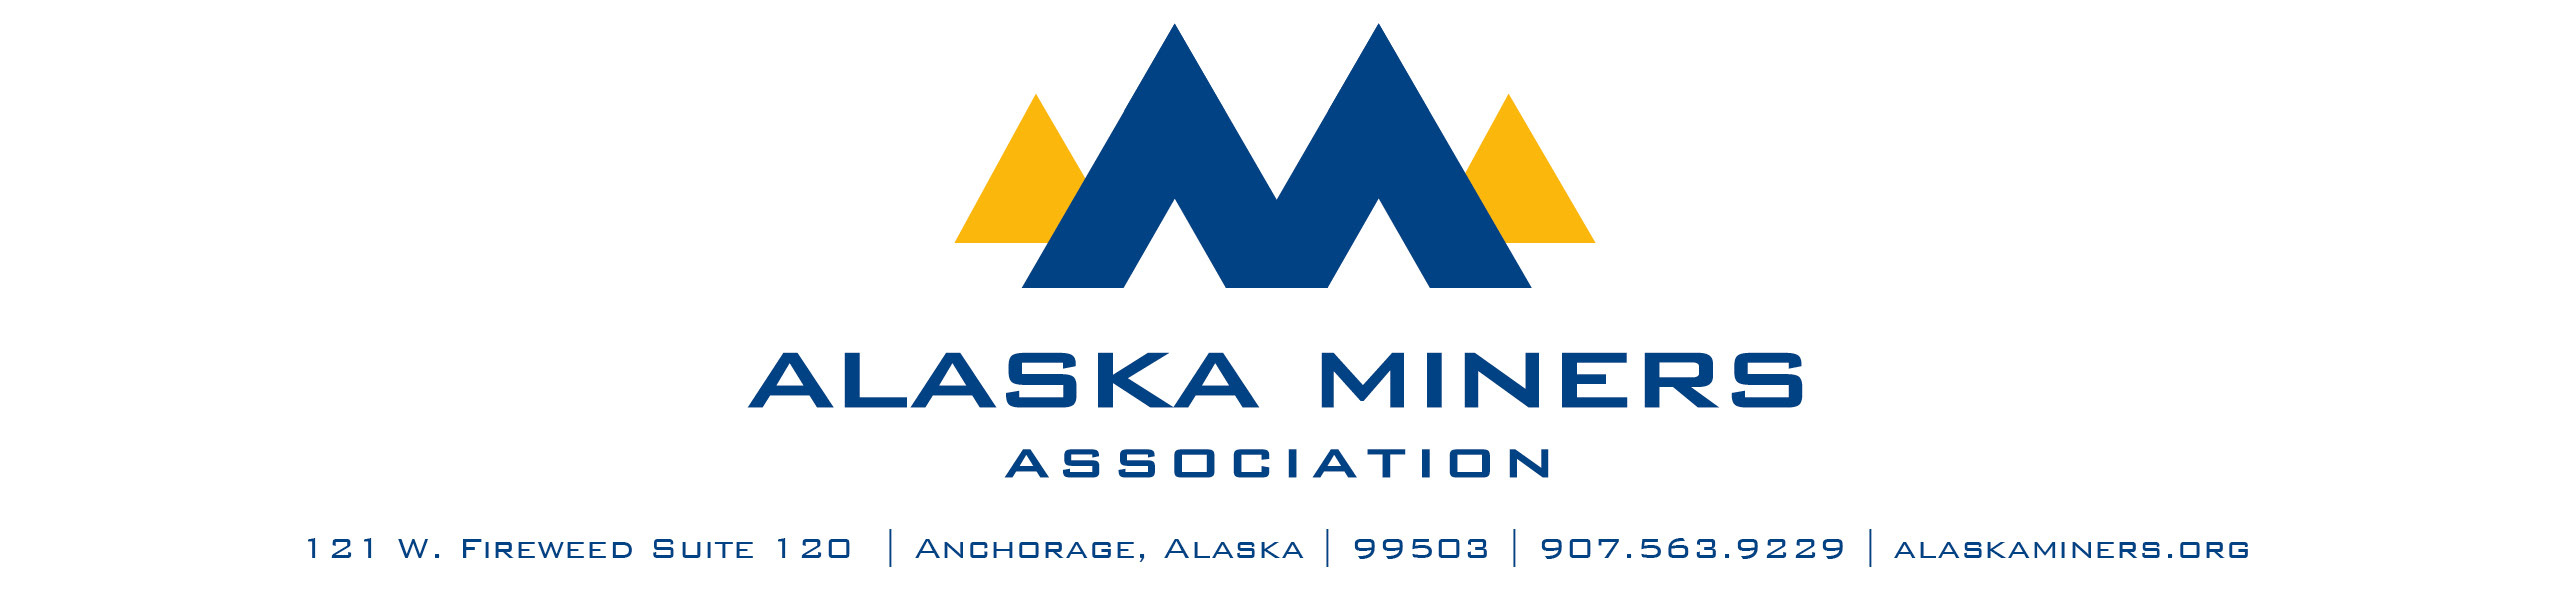 ALASKA MINERS
ASSOCIATION
121 W. FIREWEED SUITE 120 | ANCHORAGE, ALASKA | 99503 | 907.563.9229 | ALASKAMINERS.ORG